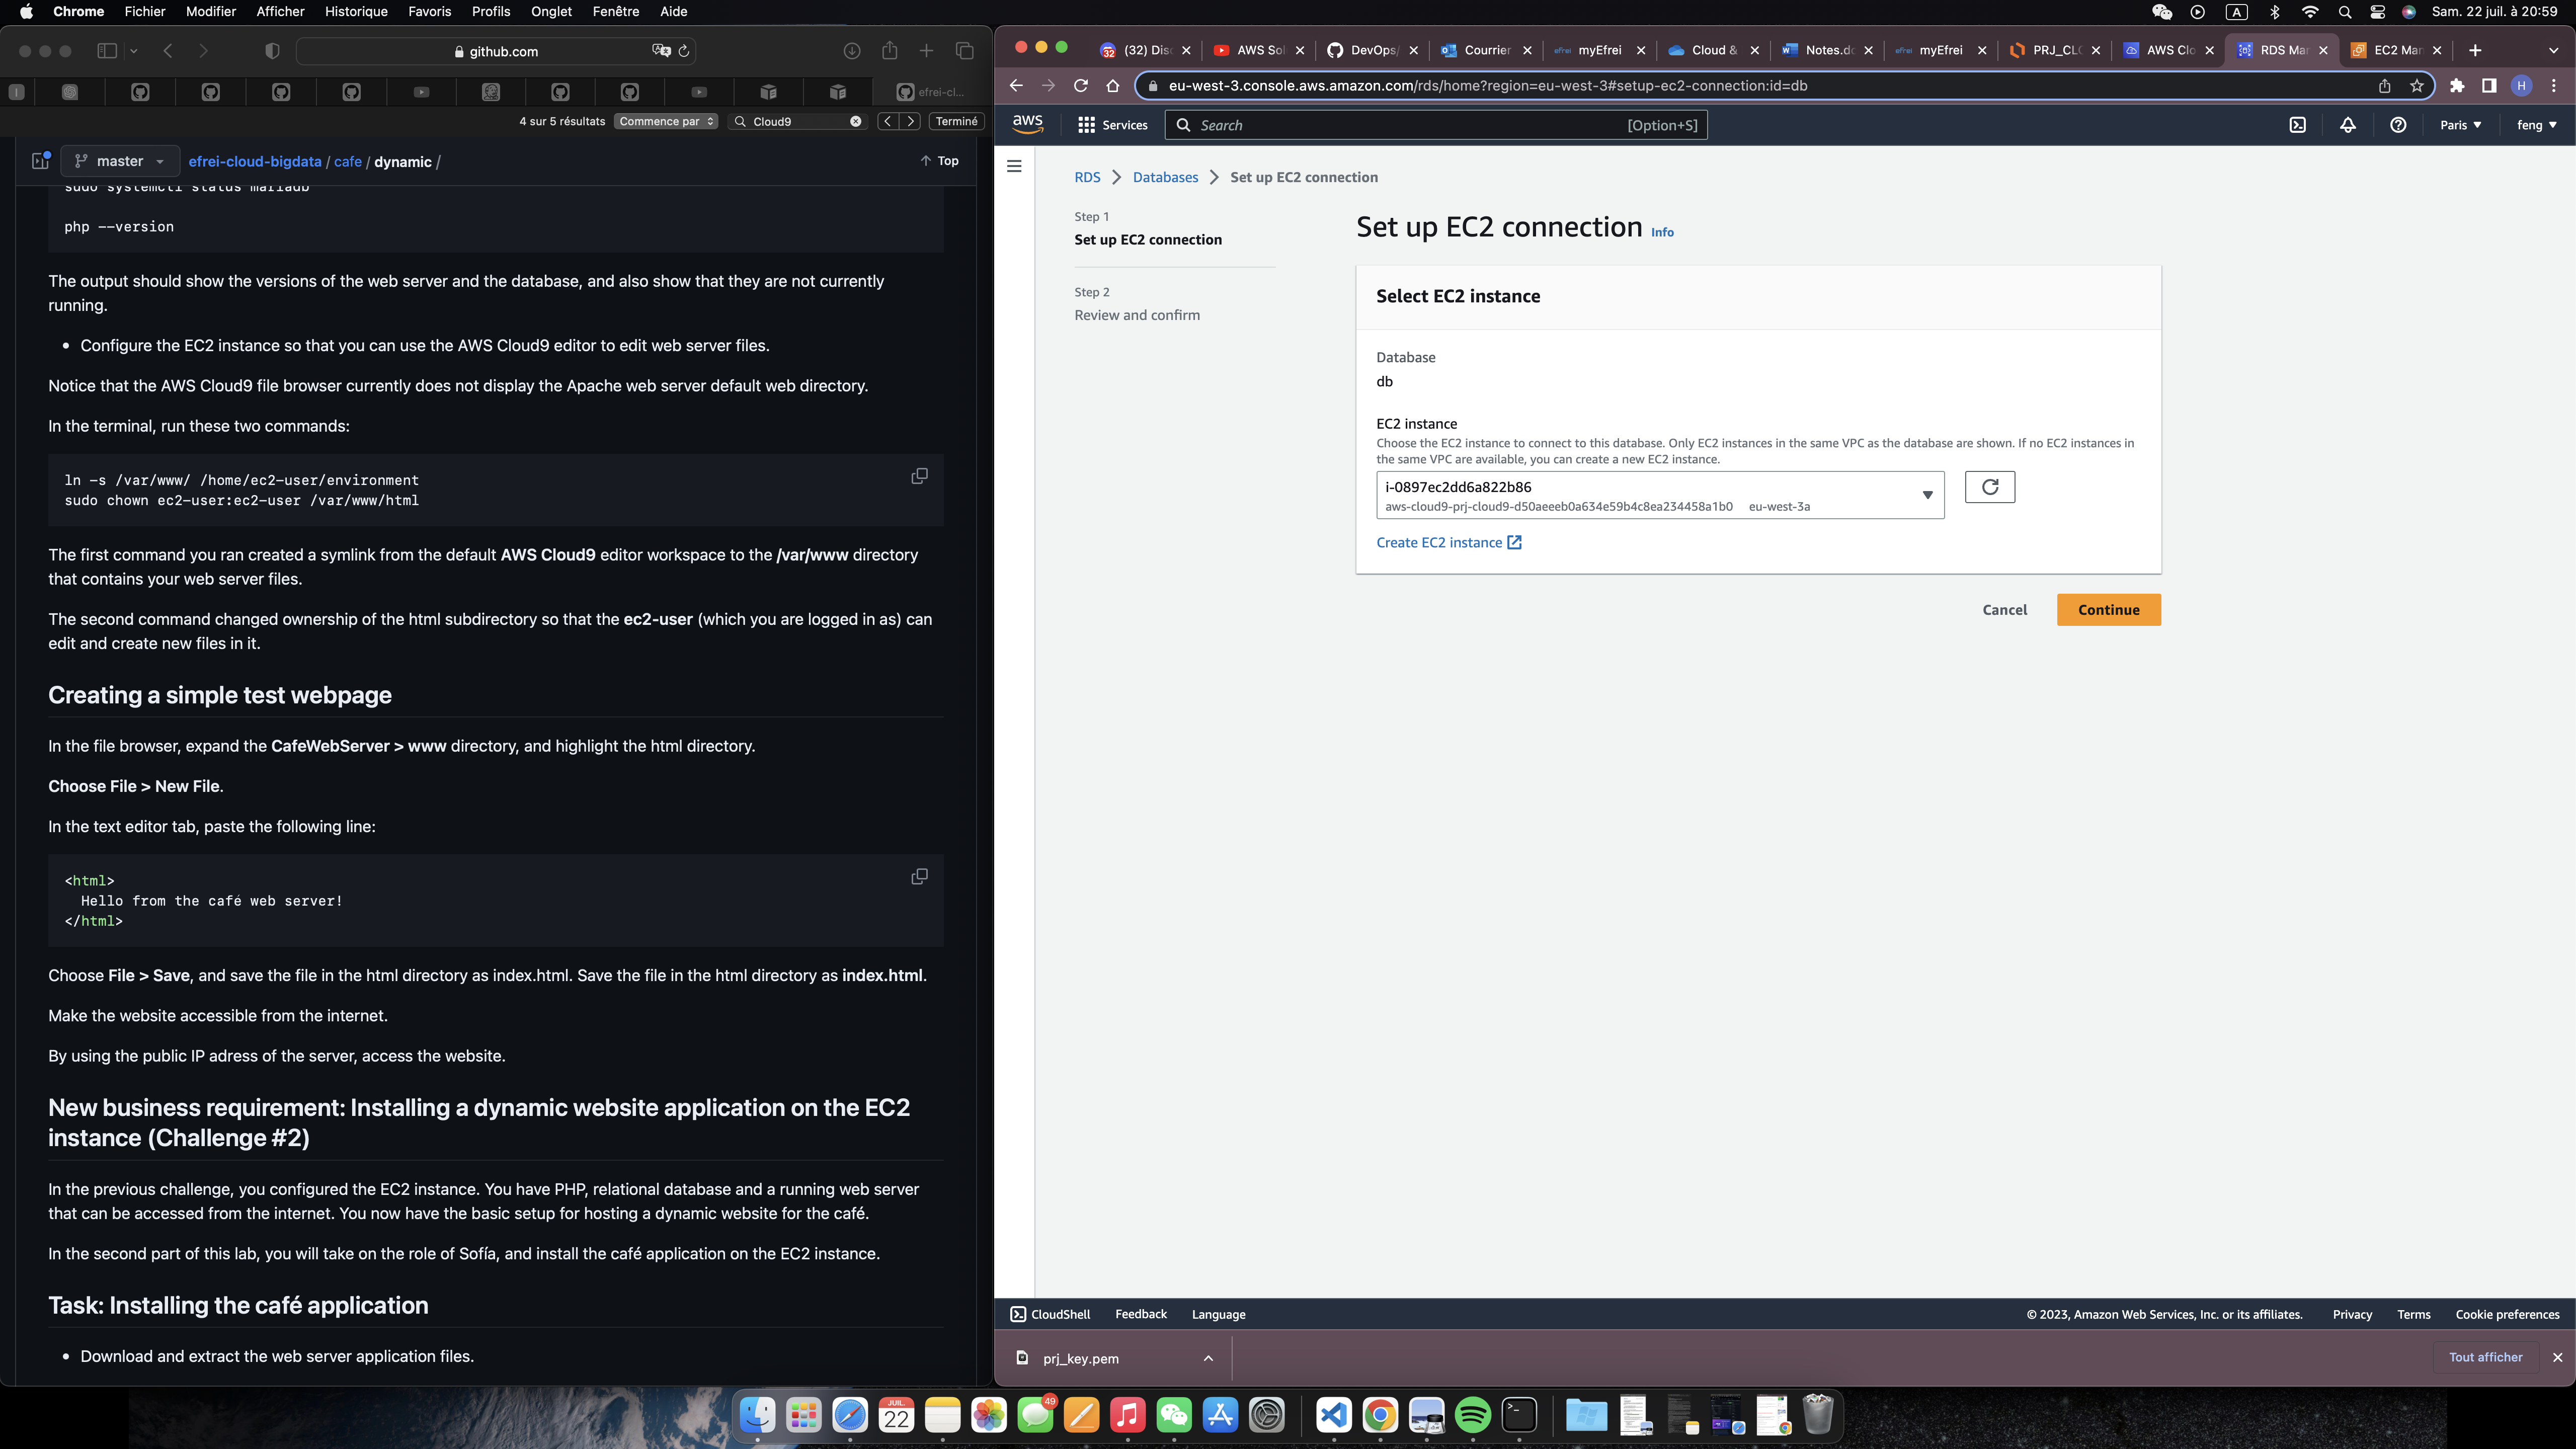 Chrome Fichier Modifier Afficher Historique Favoris Profils Onglet Fenêtre Aide
A Sam. 22 juil. à 20:59
github.com
efrei-cl...
4 sur 5 résultats Commence par Cloud9 Terminé
master efrei-cloud-bigdata / cafe / dynamic / Top
sudo systemctl status mariadb
php --version
The output should show the versions of the web server and the database, and also show that they are not currently
running.
• Configure the EC2 instance so that you can use the AWS Cloud9 editor to edit web server files.
Notice that the AWS Cloud9 file browser currently does not display the Apache web server default web directory.
In the terminal, run these two commands:
ln -s /var/www/ /home/ec2-user/environment
sudo chown ec2-user:ec2-user /var/www/html
The first command you ran created a symlink from the default AWS Cloud9 editor workspace to the /var/www directory
that contains your web server files.
The second command changed ownership of the html subdirectory so that the ec2-user (which you are logged in as) can
edit and create new files in it.
Creating a simple test webpage
In the file browser, expand the CafeWebServer > www directory, and highlight the html directory.
Choose File > New File.
In the text editor tab, paste the following line:
<html>
Hello from the café web server!
</html>
Choose File > Save, and save the file in the html directory as index.html. Save the file in the html directory as index.html.
Make the website accessible from the internet.
By using the public IP adress of the server, access the website.
New business requirement: Installing a dynamic website application on the EC2
instance (Challenge #2)
In the previous challenge, you configured the EC2 instance. You have PHP, relational database and a running web server
that can be accessed from the internet. You now have the basic setup for hosting a dynamic website for the café.
In the second part of this lab, you will take on the role of Sofía, and install the café application on the EC2 instance.
Task: Installing the café application
• Download and extract the web server application files.
(32) Disc AWS Sol DevOps/ Courrier myEfrei Cloud & Notes.do myEfrei PRJ_CLO AWS Clo RDS Man EC2 Man
eu-west-3.console.aws.amazon.com/rds/home?region=eu-west-3#setup-ec2-connection:id=db
H
aws Services Search [Option+S] Paris feng
RDS Databases Set up EC2 connection
Step 1
Set up EC2 connection
Step 2
Review and confirm
Set up EC2 connection Info
Select EC2 instance
Database
db
EC2 instance
Choose the EC2 instance to connect to this database. Only EC2 instances in the same VPC as the database are shown. If no EC2 instances in
the same VPC are available, you can create a new EC2 instance.
i-0897ec2dd6a822b86
aws-cloud9-prj-cloud9-d50aeeeb0a634e59b4c8ea234458a1b0 eu-west-3a
Create EC2 instance
Cancel Continue
CloudShell Feedback Language © 2023, Amazon Web Services, Inc. or its affiliates. Privacy Terms Cookie preferences
prj_key.pem Tout afficher
JUIL.
22
49